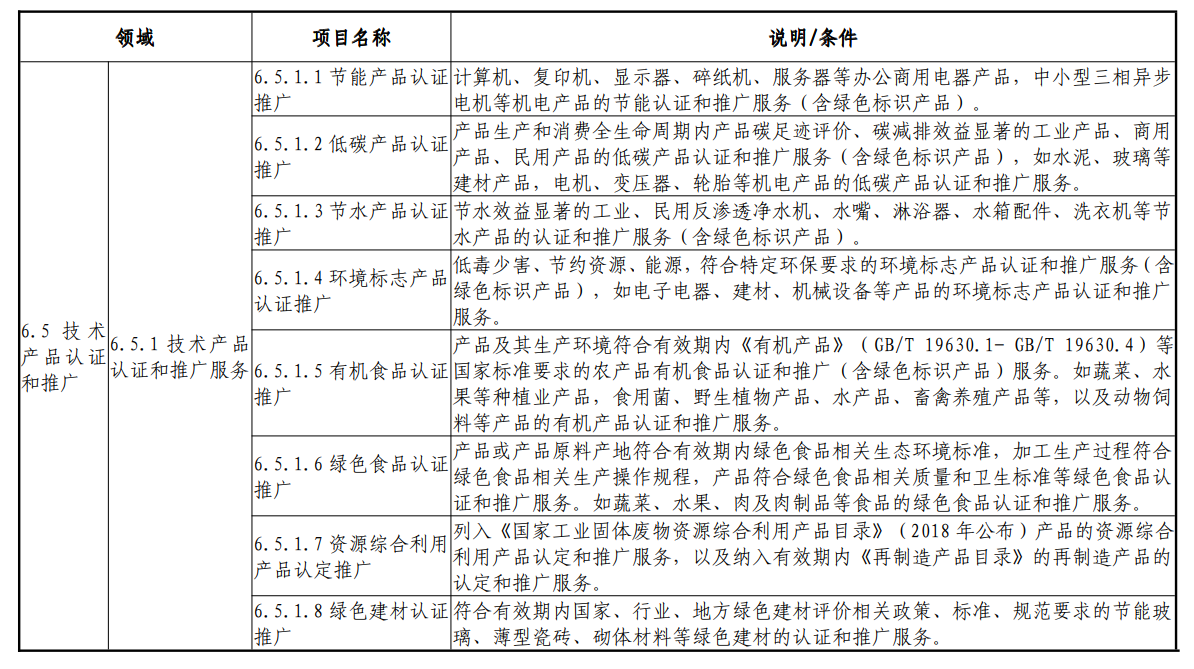 领域 项目名称 说明/条件
6.5 技术
产品认证
和推广
6.5.1 技术产品
认证和推广服务
6.5.1.1 节能产品认证
推广
计算机、复印机、显示器、碎纸机、服务器等办公商用电器产品，中小型三相异步
电机等机电产品的节能认证和推广服务（含绿色标识产品）。
6.5.1.2 低碳产品认证
推广
产品生产和消费全生命周期内产品碳足迹评价、碳减排效益显著的工业产品、商用
产品、民用产品的低碳产品认证和推广服务（含绿色标识产品），如水泥、玻璃等
建材产品，电机、变压器、轮胎等机电产品的低碳产品认证和推广服务。
6.5.1.3 节水产品认证
推广
节水效益显著的工业、民用反渗透净水机、水嘴、淋浴器、水箱配件、洗衣机等节
水产品的认证和推广服务（含绿色标识产品）。
6.5.1.4 环境标志产品
认证推广
低毒少害、节约资源、能源，符合特定环保要求的环境标志产品认证和推广服务（含
绿色标识产品），如电子电器、建材、机械设备等产品的环境标志产品认证和推广
服务。
6.5.1.5 有机食品认证
推广
产品及其生产环境符合有效期内《有机产品》（GB/T 19630.1- GB/T 19630.4）等
国家标准要求的农产品有机食品认证和推广（含绿色标识产品）服务。如蔬菜、水
果等种植业产品，食用菌、野生植物产品、水产品、畜禽养殖产品等，以及动物饲
料等产品的有机产品认证和推广服务。
6.5.1.6 绿色食品认证
推广
产品或产品原料产地符合有效期内绿色食品相关生态环境标准，加工生产过程符合
绿色食品相关生产操作规程，产品符合绿色食品相关质量和卫生标准等绿色食品认
证和推广服务。如蔬菜、水果、肉及肉制品等食品的绿色食品认证和推广服务。
6.5.1.7 资源综合利用
产品认定推广
列入《国家工业固体废物资源综合利用产品目录》（2018 年公布）产品的资源综合
利用产品认定和推广服务，以及纳入有效期内《再制造产品目录》的再制造产品的
认定和推广服务。
6.5.1.8 绿色建材认证
推广
符合有效期内国家、行业、地方绿色建材评价相关政策、标准、规范要求的节能玻
璃、薄型瓷砖、砌体材料等绿色建材的认证和推广服务。